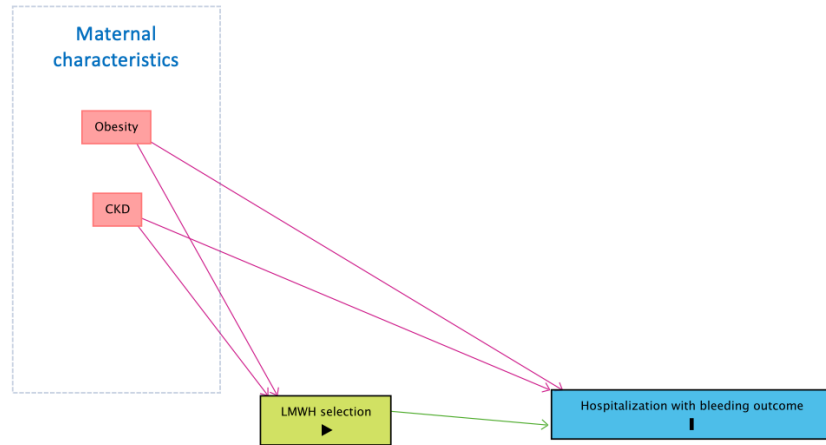 Maternal
characteristics
Obesity
CKD
LMWH selection
Hospitalization with bleeding outcome